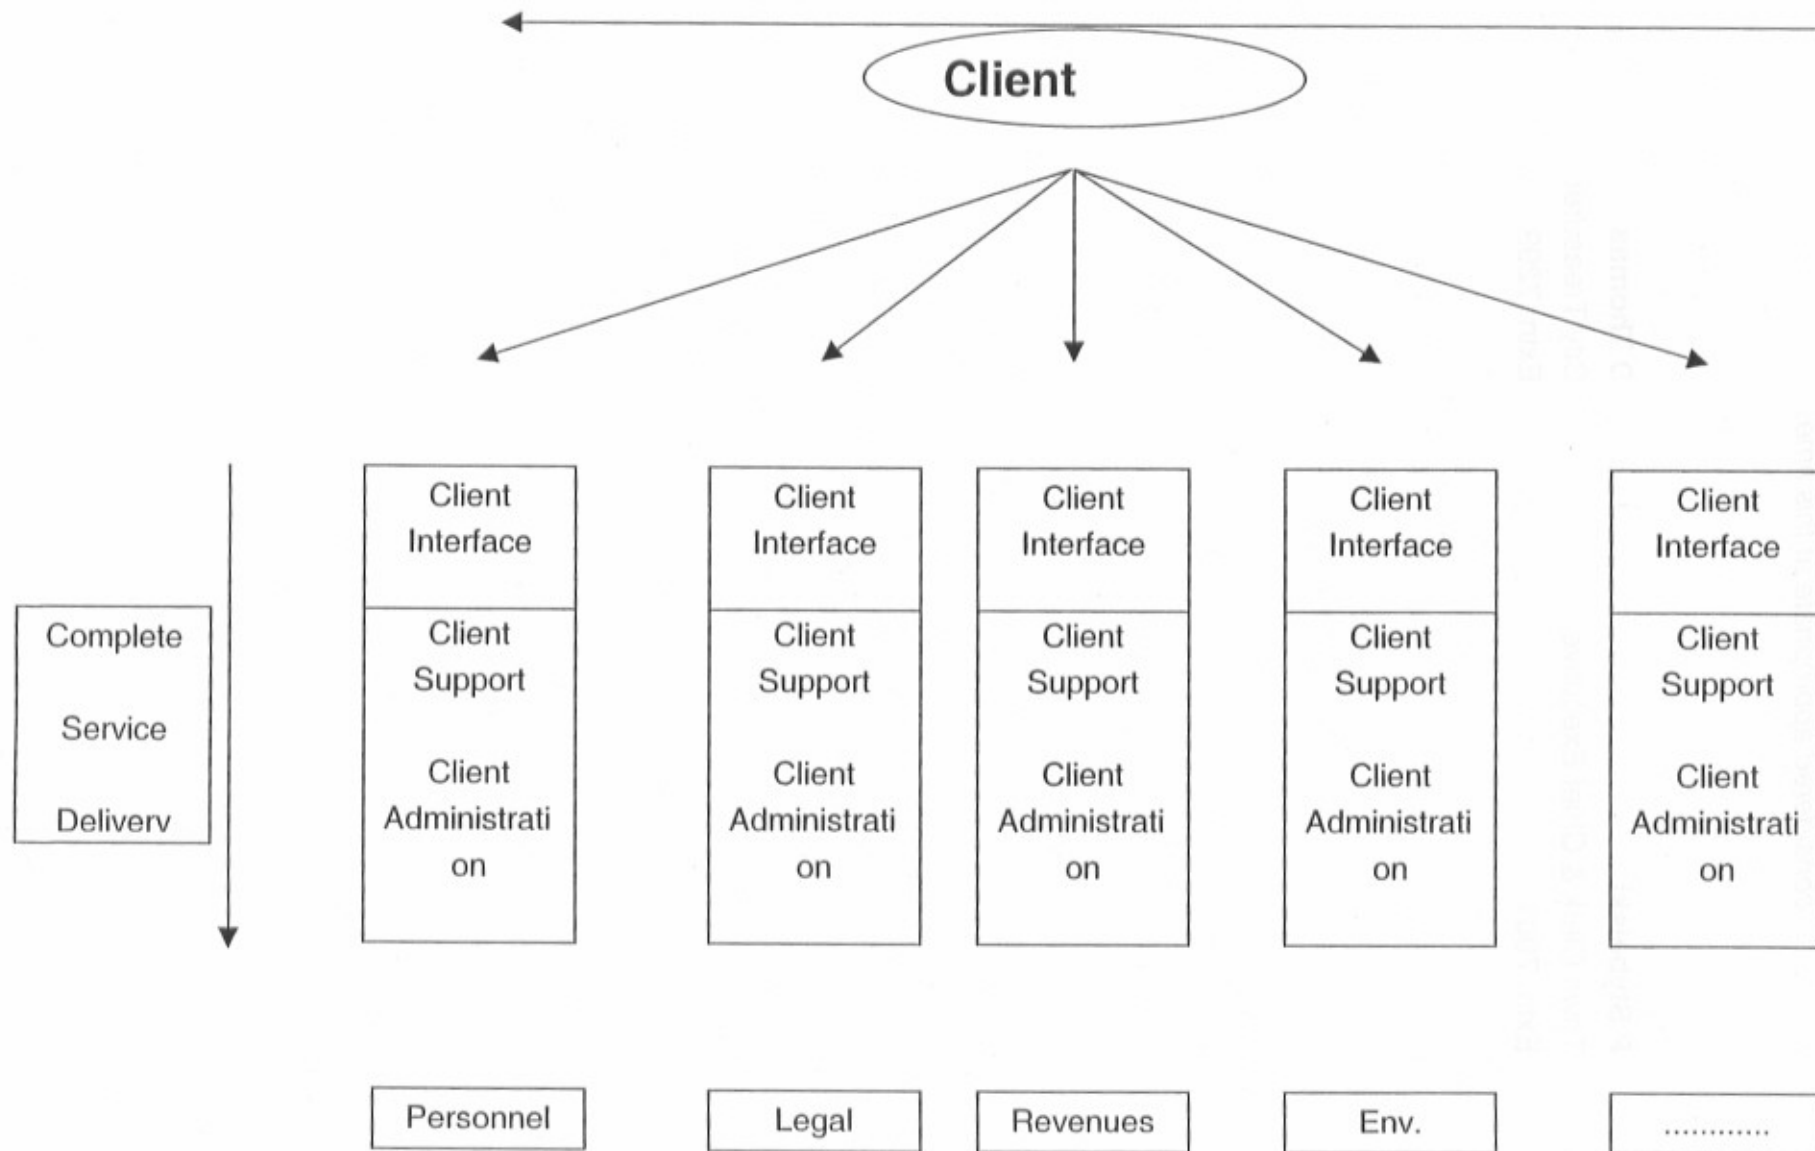 Client
Client
Interface
Client
Support
Client
Administrati
on
Client
Interface
Client
Support
Client
Administrati
on
Client
Interface
Client
Support
Client
Administrati
on
Client
Interface
Client
Support
Client
Administrati
on
Client
Interface
Client
Support
Client
Administrati
on
Complete
Service
Delivery
Personnel
Legal
Revenues
Env.
............